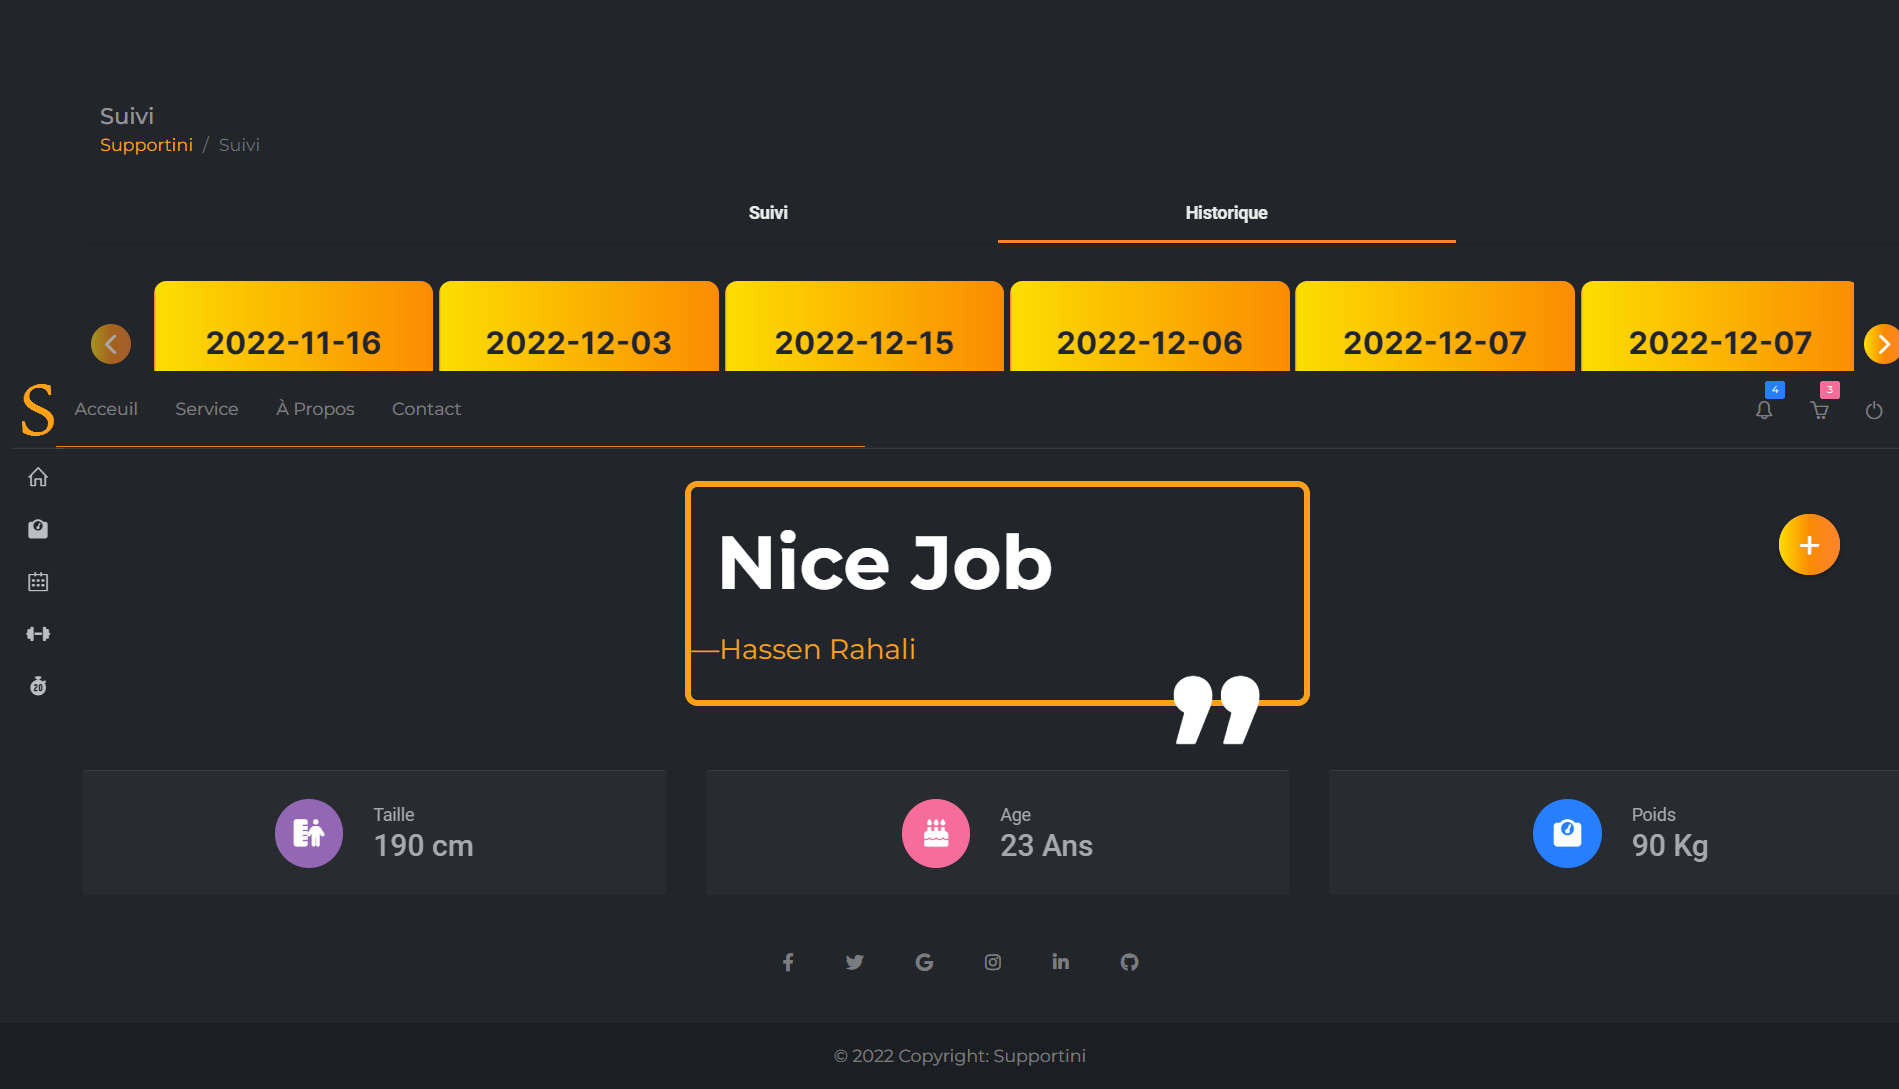 Suivi
Supportini / Suivi
Suivi Historique
2022-11-16 2022-12-03 2022-12-15 2022-12-06 2022-12-07 2022-12-07
S Acceuil Service À Propos Contact 4 3
Nice Job
—Hassen Rahali
”
20
Taille Age Poids
190 cm 23 Ans 90 Kg
© 2022 Copyright: Supportini